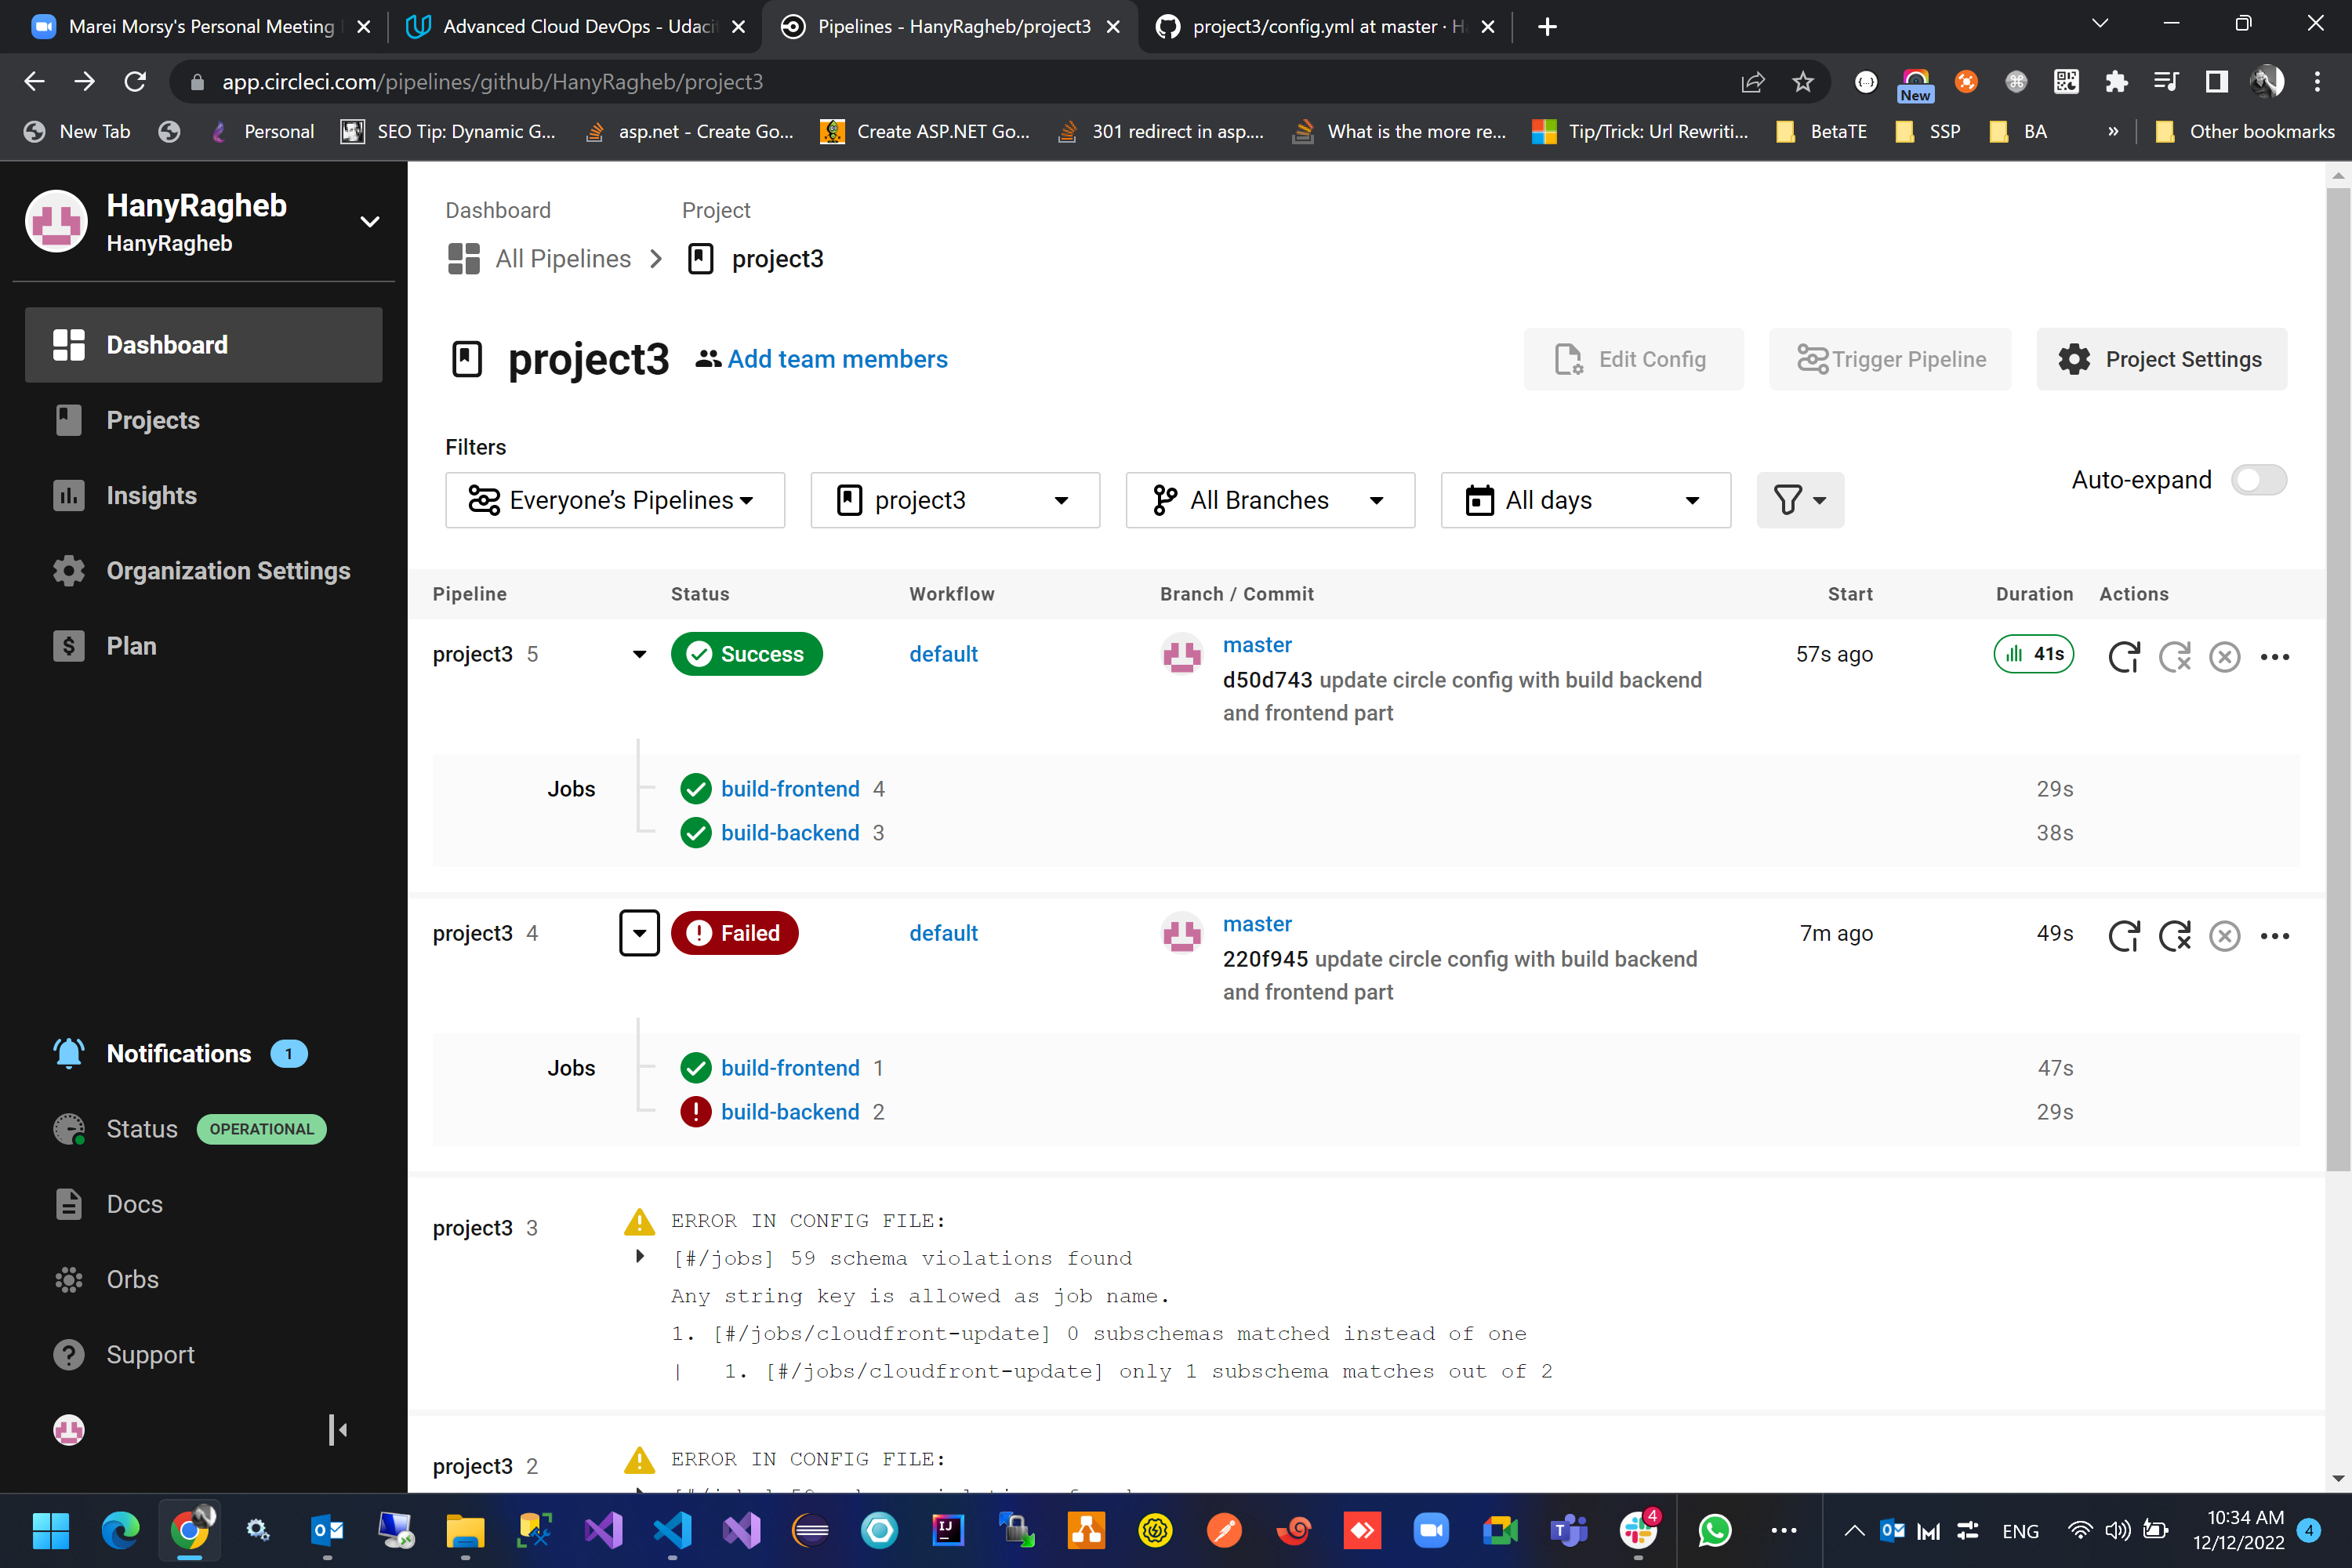 Marei Morsy's Personal Meeting
Advanced Cloud DevOps - Udaci
Pipelines - HanyRagheb/project3
project3/config.yml at master · H
app.circleci.com/pipelines/github/HanyRagheb/project3
New
New Tab
Personal
SEO Tip: Dynamic G...
asp.net - Create Go...
Create ASP.NET Go...
301 redirect in asp....
What is the more re...
Tip/Trick: Url Rewriti...
BetaTE
SSP
BA
»
Other bookmarks
HanyRagheb
HanyRagheb
Dashboard
Projects
Insights
Organization Settings
Plan
Notifications 1
Status OPERATIONAL
Docs
Orbs
Support
Dashboard Project
All Pipelines project3
project3 Add team members
Edit Config
Trigger Pipeline
Project Settings
Filters
Everyone’s Pipelines
project3
All Branches
All days
Auto-expand
Pipeline Status Workflow Branch / Commit Start Duration Actions
project3 5 Success default master 57s ago 41s
d50d743 update circle config with build backend
and frontend part
Jobs build-frontend 4 29s
build-backend 3 38s
project3 4 Failed default master 7m ago 49s
220f945 update circle config with build backend
and frontend part
Jobs build-frontend 1 47s
build-backend 2 29s
project3 3 ERROR IN CONFIG FILE:
[#/jobs] 59 schema violations found
Any string key is allowed as job name.
1. [#/jobs/cloudfront-update] 0 subschemas matched instead of one
| 1. [#/jobs/cloudfront-update] only 1 subschema matches out of 2
project3 2 ERROR IN CONFIG FILE:
4
ENG
10:34 AM
12/12/2022
4